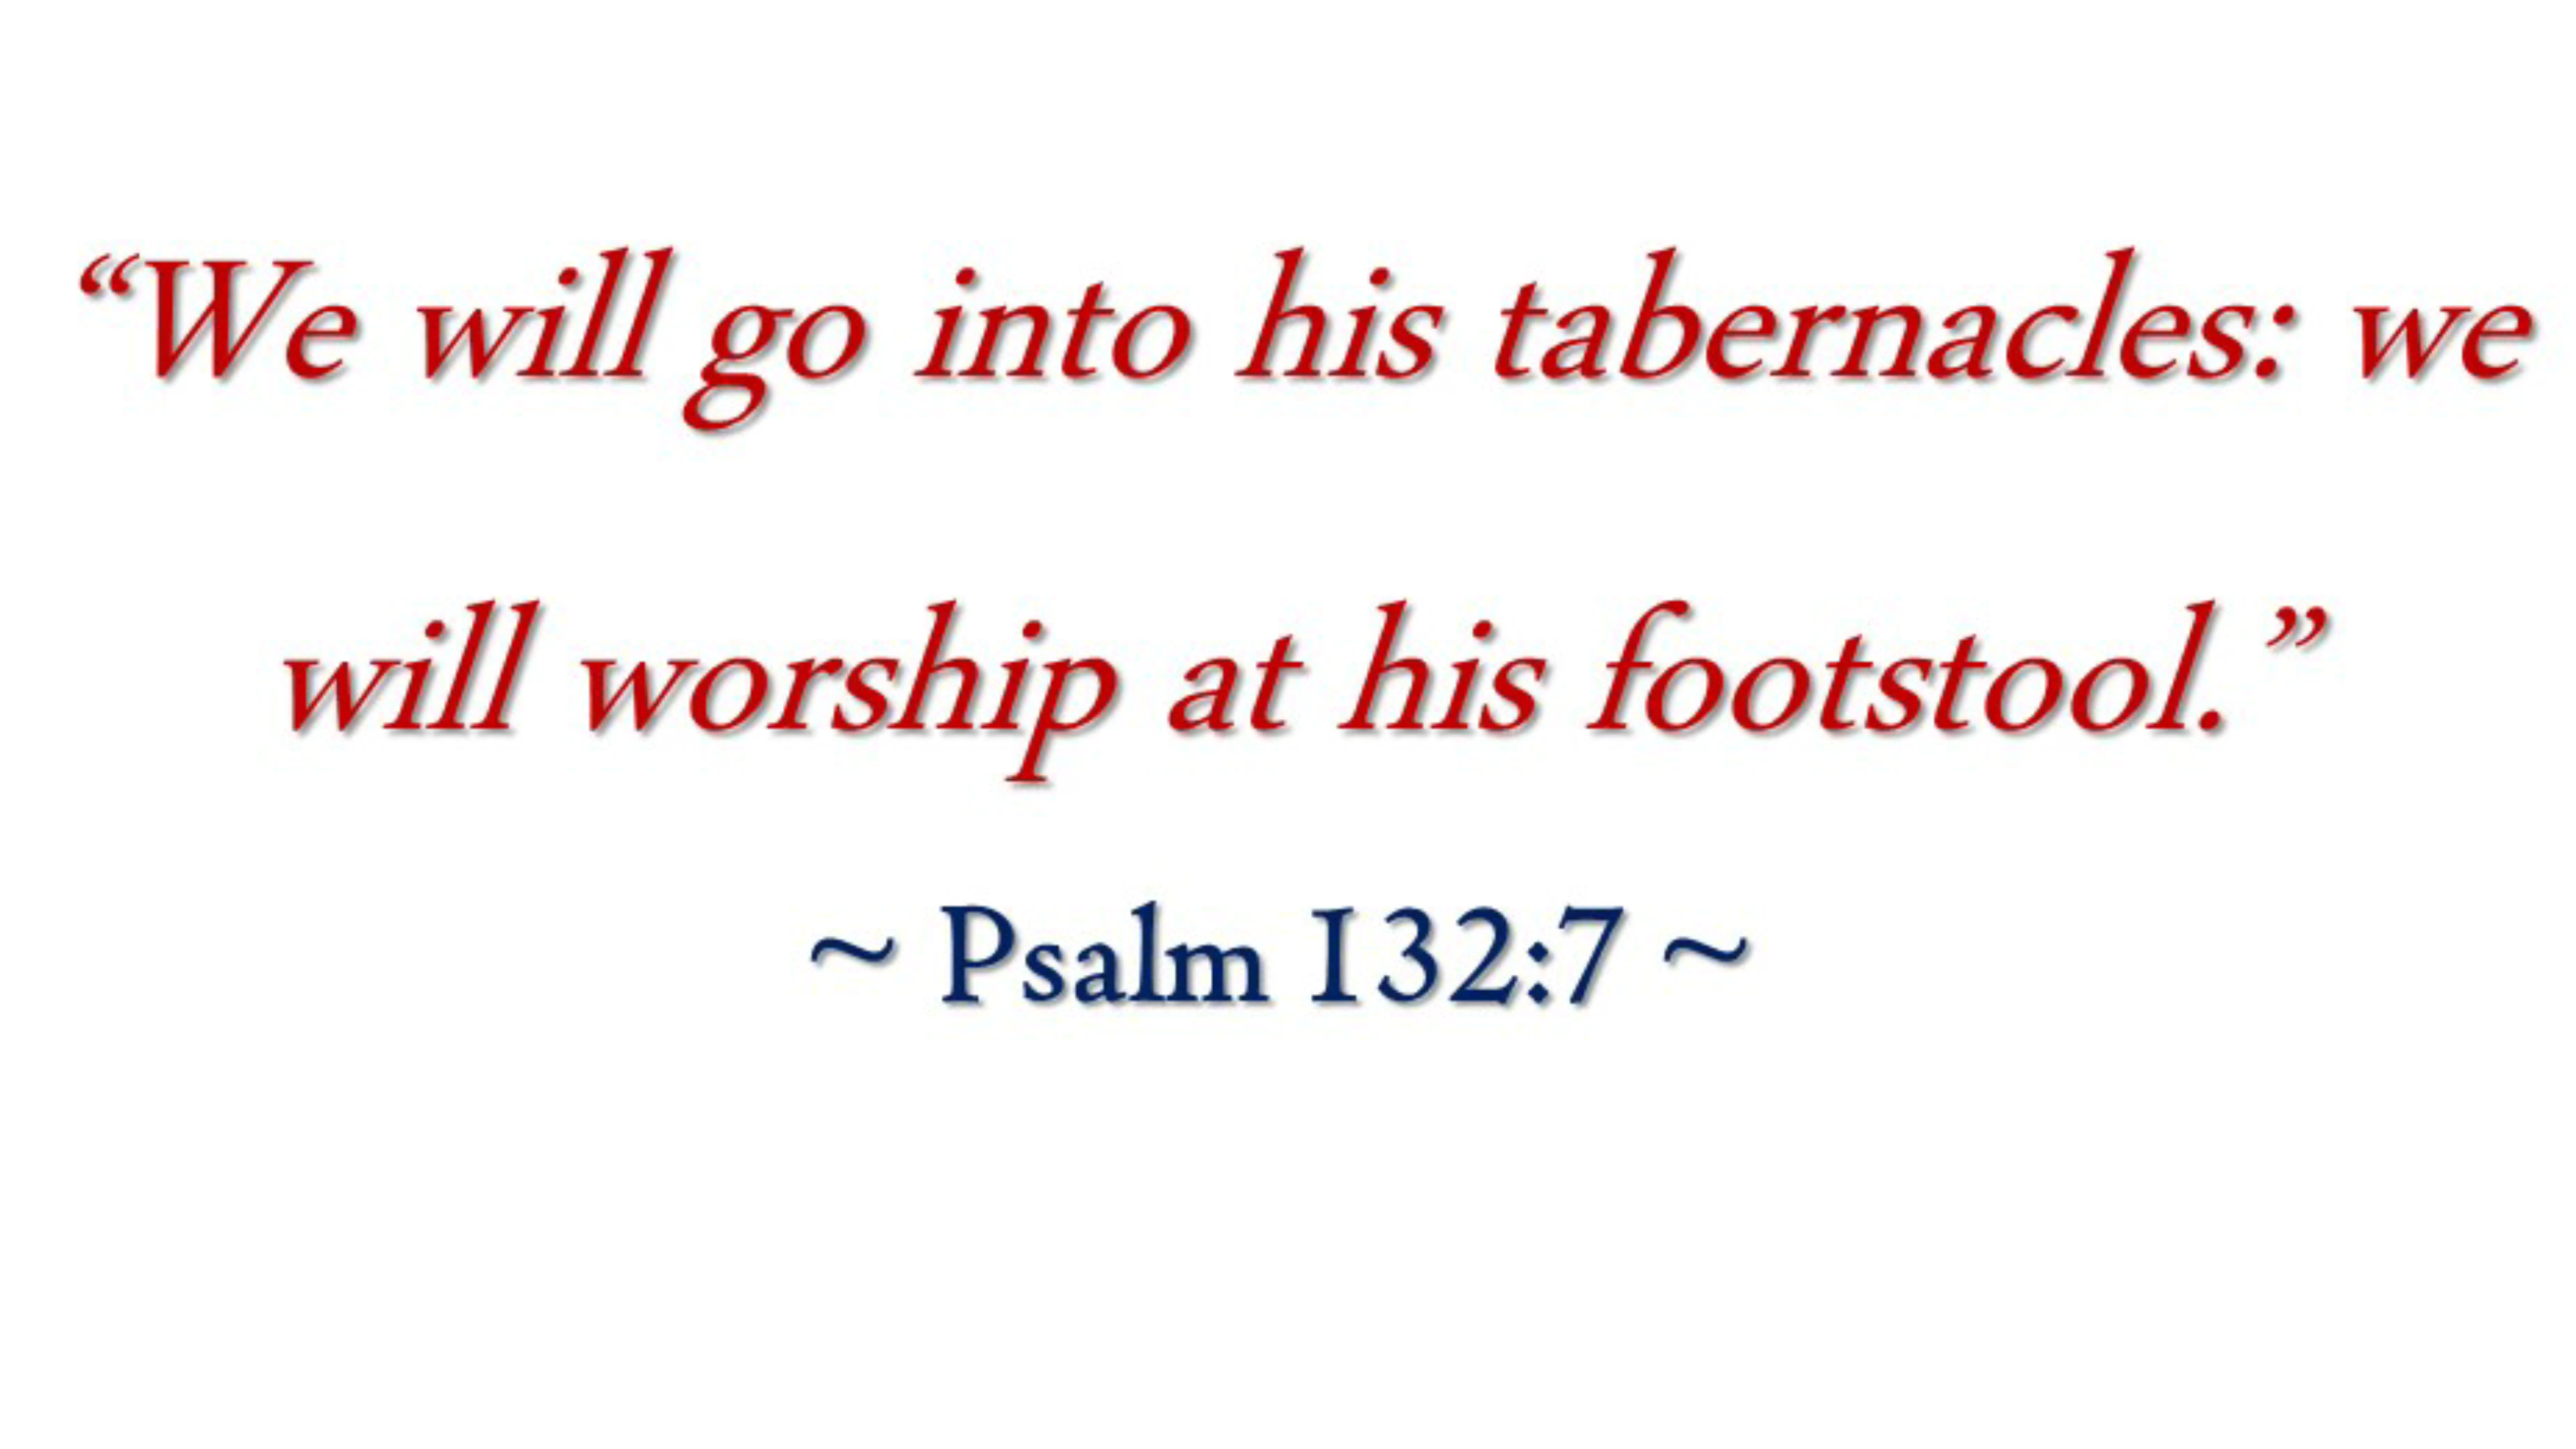 “We will go into his tabernacles: we
will worship at his footstool.”
~ Psalm 132:7 ~